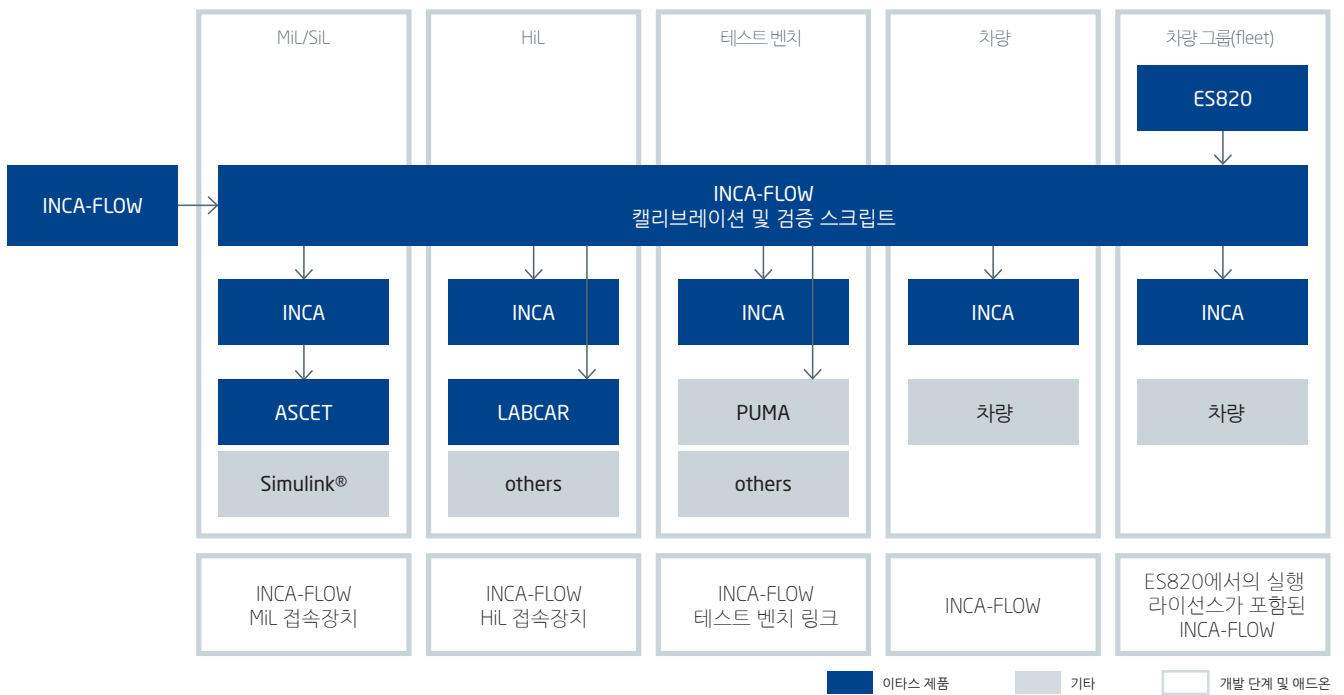 MiL/SiL
HiL
테스트 벤치
차량
차량 그룹(fleet)
ES820
INCA-FLOW
INCA-FLOW
캘리브레이션 및 검증 스크립트
INCA
INCA
INCA
INCA
INCA
ASCET
LABCAR
PUMA
차량
차량
Simulink®
others
others
INCA-FLOW
MiL 접속장치
INCA-FLOW
HiL 접속장치
INCA-FLOW
테스트 벤치 링크
INCA-FLOW
ES820에서의 실행
라이선스가 포함된
INCA-FLOW
이타스 제품
기타
개발 단계 및 애드온